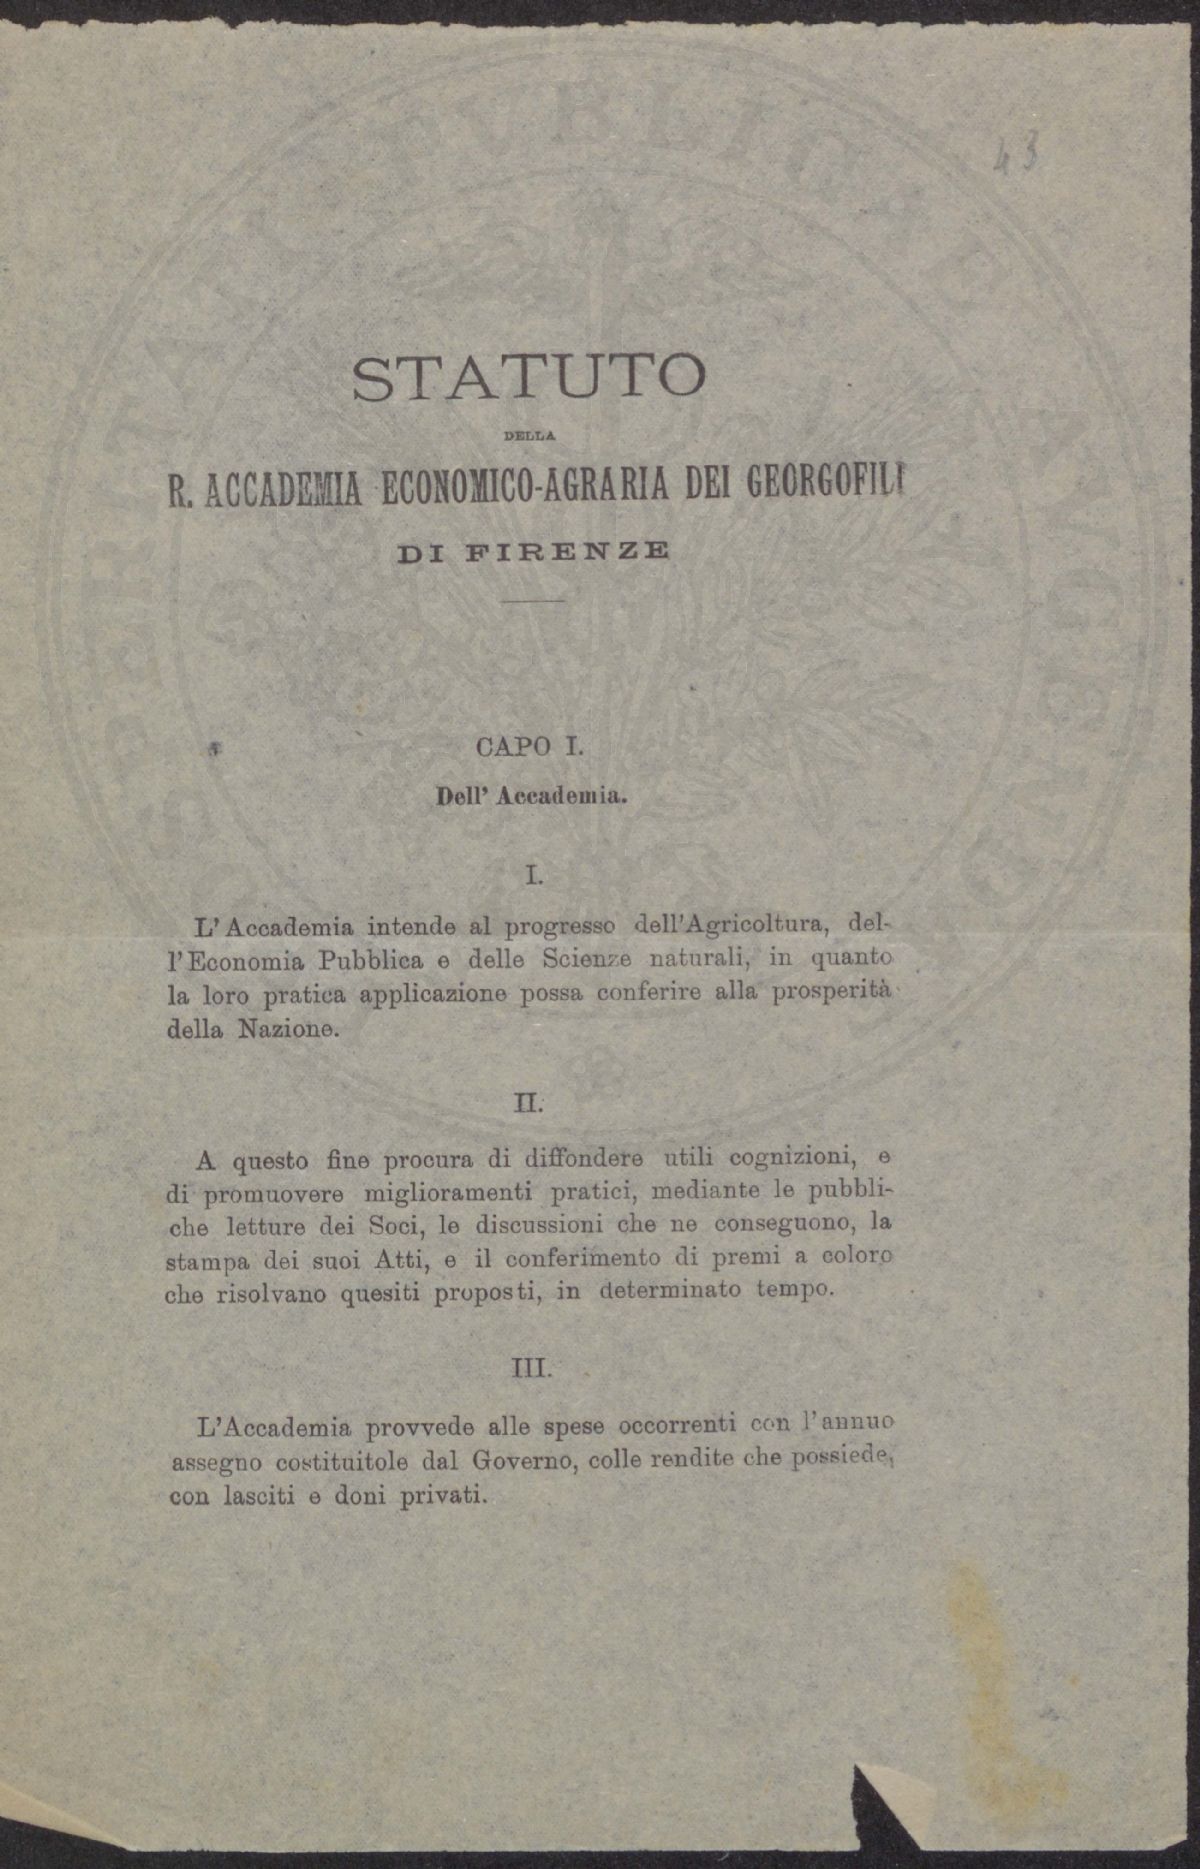 43
STATUTO
DELLA
R. ACCADEMIA ECONOMICO-AGRARIA DEI GEORGOFILI
DI FIRENZE
CAPO I.
Dell' Accademia.
I.
L' Accademia intende al progresso dell'Agricoltura, del-
l'Economia Pubblica e delle Scienze naturali, in quanto
la loro pratica applicazione possa conferire alla prosperità
della Nazione.
II.
A questo fine procura di diffondere utili cognizioni, e
di promuovere miglioramenti pratici, mediante le pubbli-
che letture dei Soci, le discussioni che ne conseguono, la
stampa dei suoi Atti, e il conferimento di premi a coloro
che risolvano quesiti proposti, in determinato tempo.
III.
L'Accademia provvede alle spese occorrenti con l'annuo
assegno costituitole dal Governo, colle rendite che possiede,
con lasciti e doni privati.